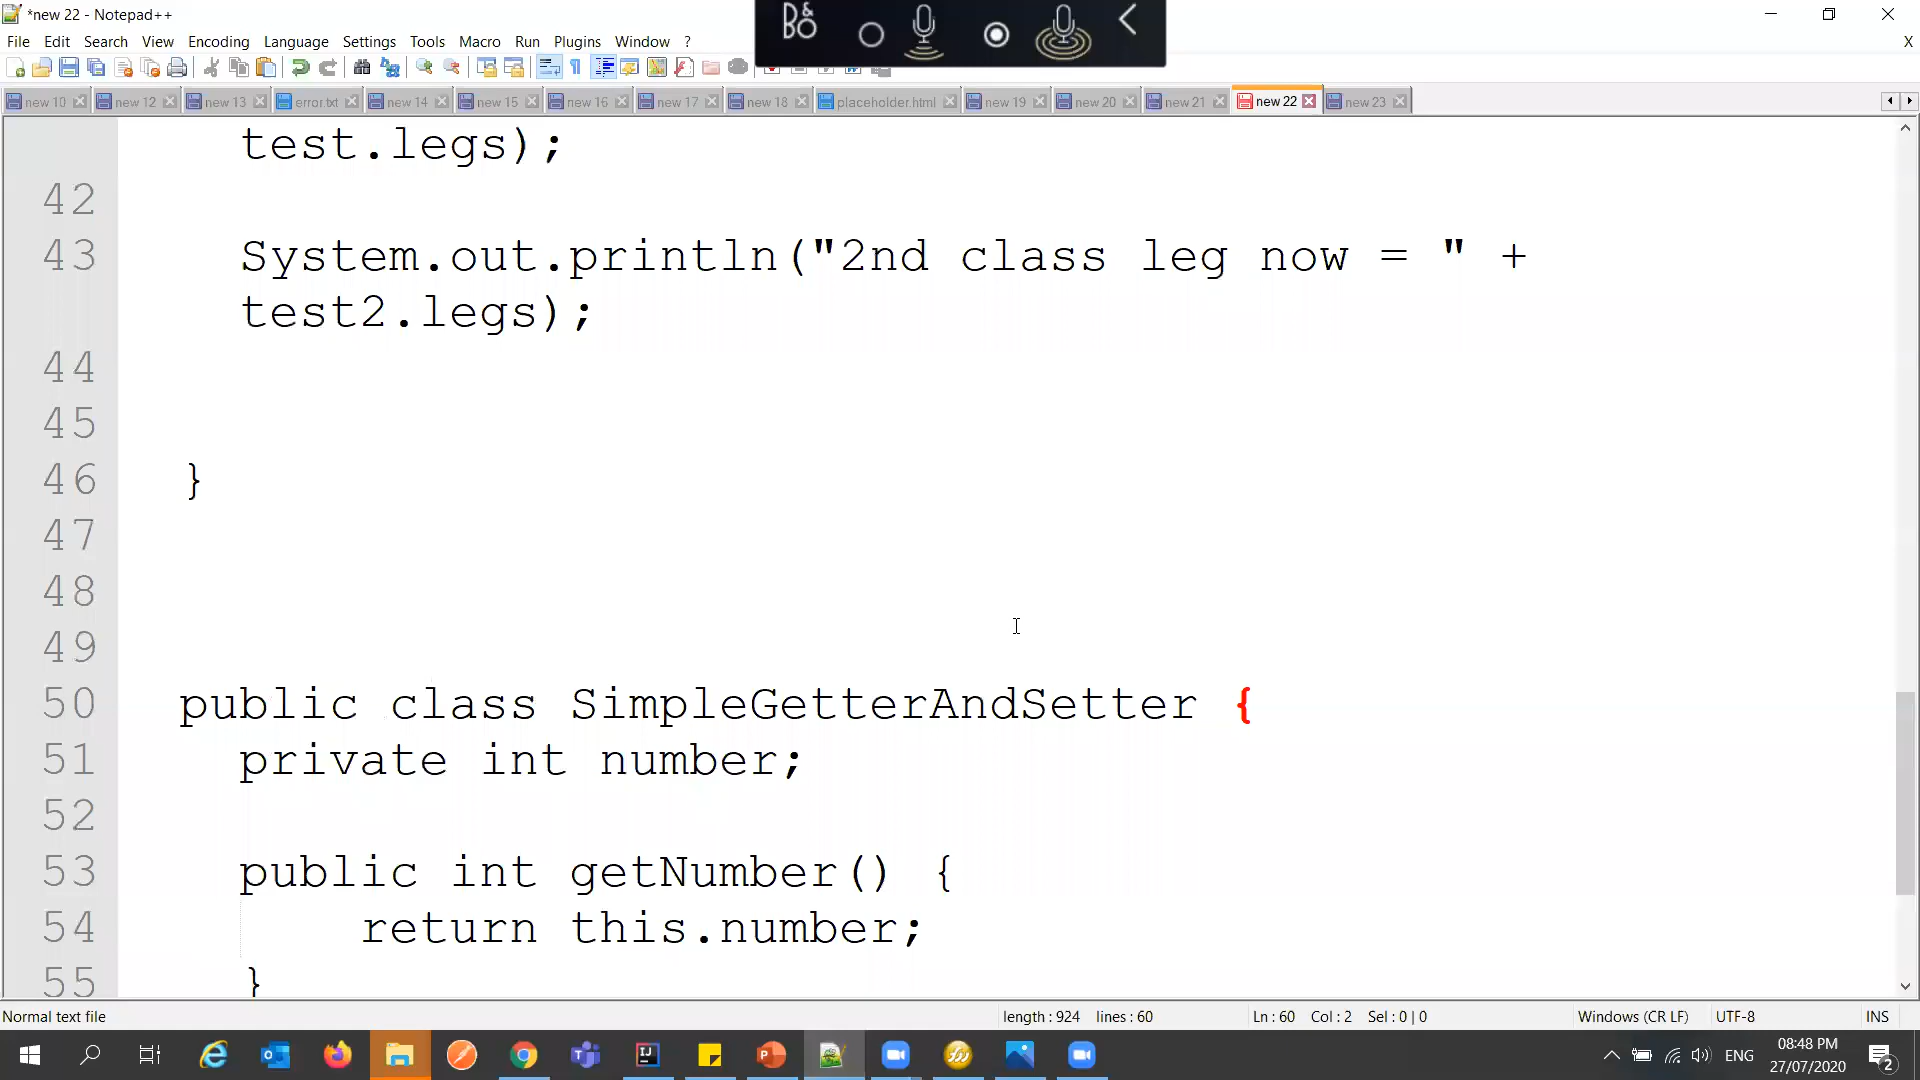 *new 22 - Notepad++
B&O
File Edit Search View Encoding Language Settings Tools Macro Run Plugins Window ? X
new 10 new 12 new 13 error.txt new 14 new 15 new 16 new 17 new 18 placeholder.html new 19 new 20 new 21 new 22 new 23
test.legs);
42
43 System.out.println("2nd class leg now = " +
test2.legs);
44
45
46 }
47
48
49
50 public class SimpleGetterAndSetter {
51 private int number;
52
53 public int getNumber() {
54 return this.number;
55 }
Normal text file length : 924 lines : 60 Ln : 60 Col : 2 Sel : 0 | 0 Windows (CR LF) UTF-8 INS
ENG 08:48 PM
27/07/2020 2